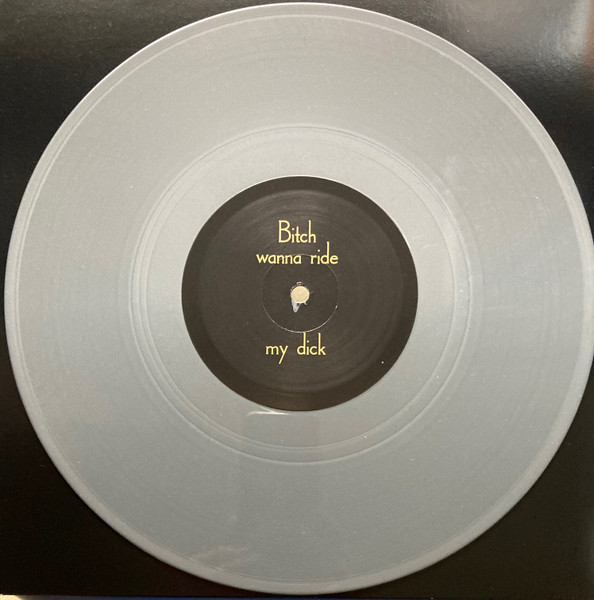 Bitch
wanna ride
my dick